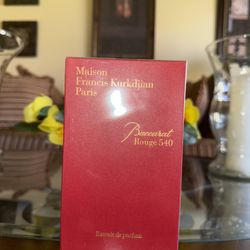 Maison
Francis Kurkdjian
Paris
Baccarat
Rouge 540
Extrait de parfum